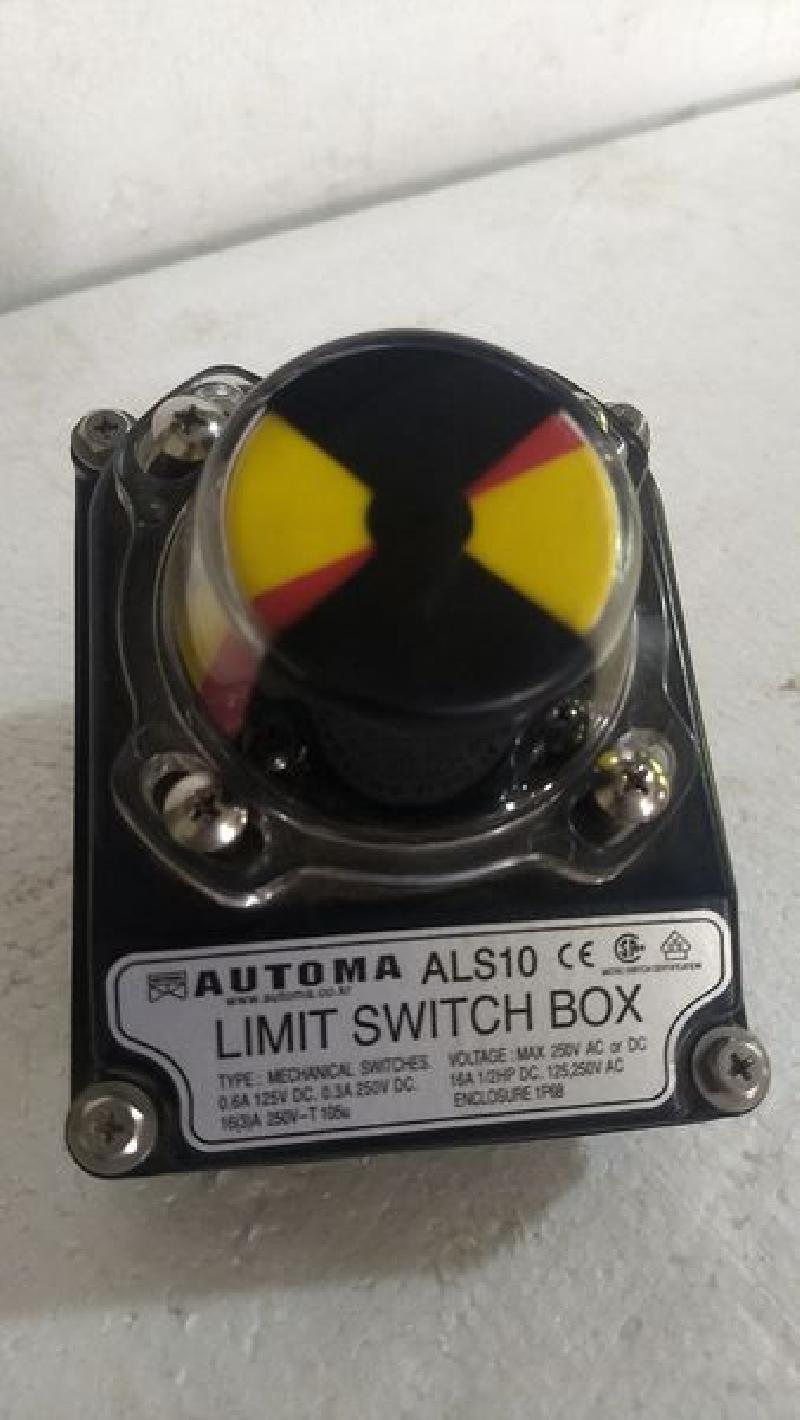 AUTOMA ALS10 CE
www.automa.co.kr
LIMIT SWITCH BOX
TYPE : MECHANICAL SWITCHES.
0.6A 125V DC. 0.3A 250V DC.
16(3)A 250V-T 105u
VOLTAGE : MAX 250V AC or DC
16A 1/2HP DC. 125,250V AC
ENCLOSURE 1P68